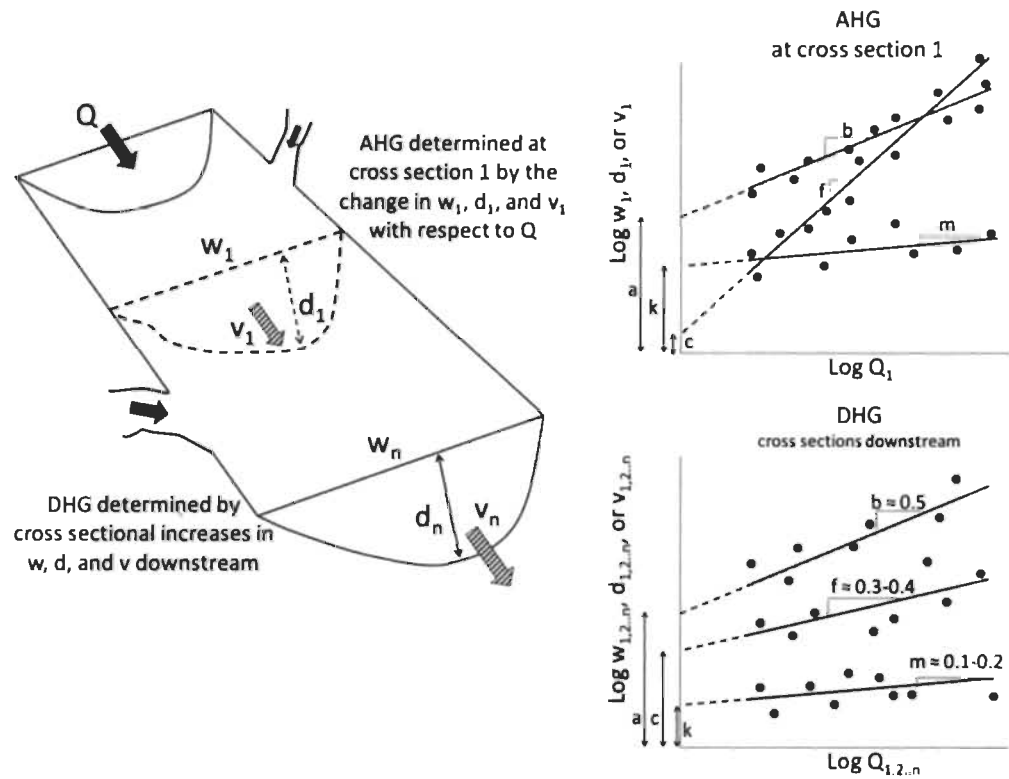 Q
AHG determined at
cross section 1 by the
change in w₁, d₁, and v₁
with respect to Q
w₁
d₁
v₁
wₙ
dₙ
vₙ
DHG determined by
cross sectional increases in
w, d, and v downstream
AHG
at cross section 1
Log w₁, d₁, or v₁
b
f
m
a
k
c
Log Q₁
DHG
cross sections downstream
Log w₁,₂..ₙ, d₁,₂..ₙ, or v₁,₂..ₙ
b ≈ 0.5
f ≈ 0.3-0.4
m ≈ 0.1-0.2
a
c
k
Log Q₁,₂..ₙ